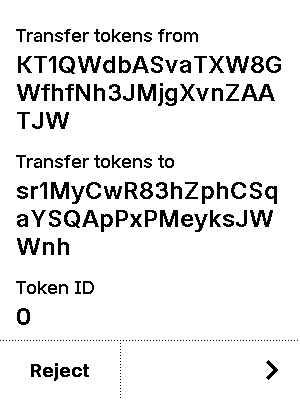 Transfer tokens from
KT1QWdbASvaTXW8G
WfhfNh3JMjgXvnZAA
TJW
Transfer tokens to
sr1MyCwR83hZphCSq
aYSQApPxPMeyksJW
Wnh
Token ID
0
Reject